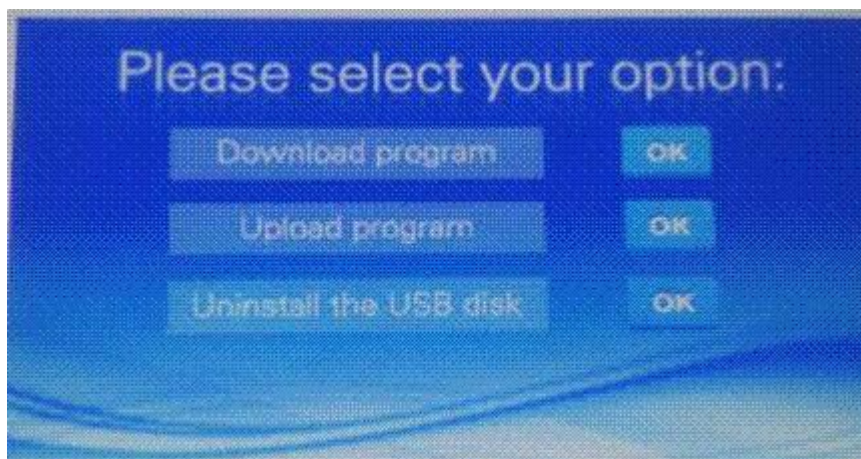 Please select your option:
Download program OK
Upload program OK
Uninstall the USB disk OK